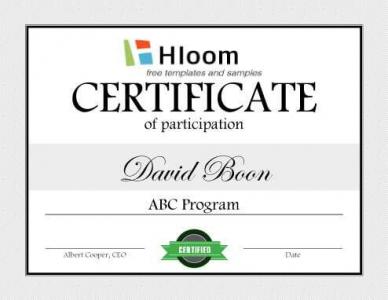 Hloom
free templates and samples
CERTIFICATE
of participation
David Boon
ABC Program
CERTIFIED
Albert Cooper, CEO
Date